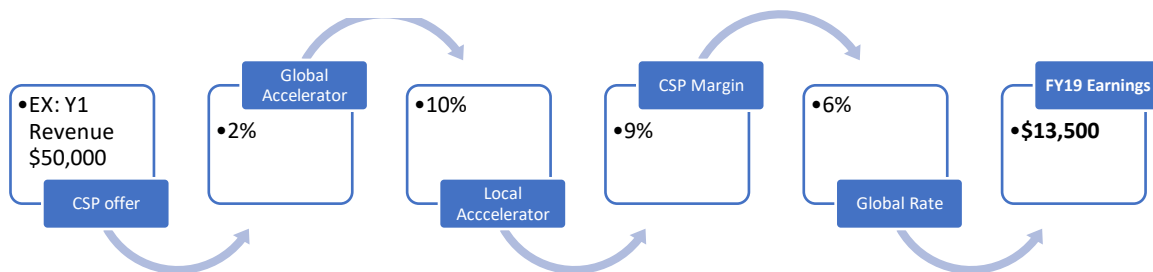 •EX: Y1
Revenue
$50,000
CSP offer
Global
Accelerator
•2%
•10%
Local
Acccelerator
CSP Margin
•9%
•6%
Global Rate
FY19 Earnings
•$13,500